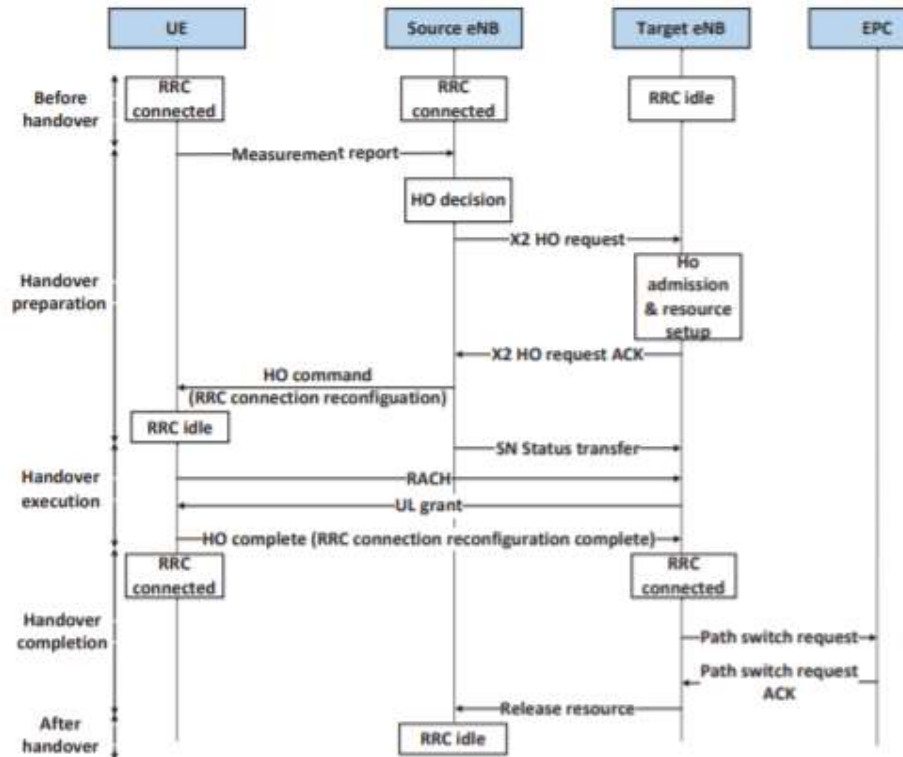 UE
Source eNB
Target eNB
EPC
Before
handover
RRC
connected
RRC
connected
RRC idle
Measurement report
HO decision
X2 HO request
Handover
preparation
Ho
admission
& resource
setup
X2 HO request ACK
HO command
(RRC connection reconfiguation)
RRC idle
SN Status transfer
Handover
execution
RACH
UL grant
HO complete (RRC connection reconfiguration complete)
RRC
connected
RRC
connected
Handover
completion
Path switch request
Path switch request
ACK
Release resource
After
handover
RRC idle